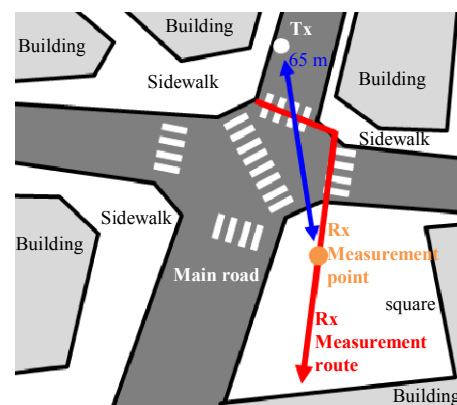 Tx
Building
Building
65 m
Building
Sidewalk
Sidewalk
Sidewalk
Rx
Building
Measurement
Main road
point
square
Rx
Measurement
route
Building